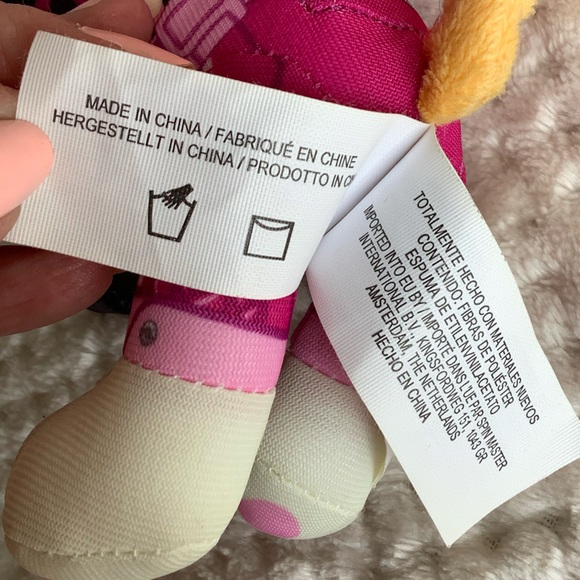 MADE IN CHINA / FABRIQUÉ EN CHINE
HERGESTELLT IN CHINA / PRODOTTO IN
TOTALMENTE HECHO CON MATERIALES NUEVOS
CONTENIDO: FIBRAS DE POLIÉSTER
ESPUMA DE ETILENVINILACETATO
IMPORTED INTO EU BY / IMPORTÉ DANS L'UE PAR SPIN MASTER
INTERNATIONAL B.V., KINGSFORDWEG 151, 1043 GR
AMSTERDAM, THE NETHERLANDS
HECHO EN CHINA